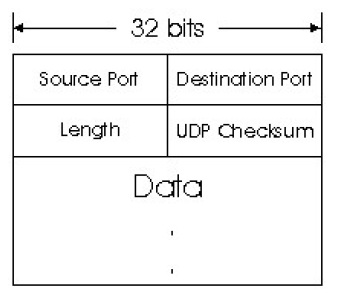 32 bits
Source Port Destination Port
Length UDP Checksum
Data
.
.